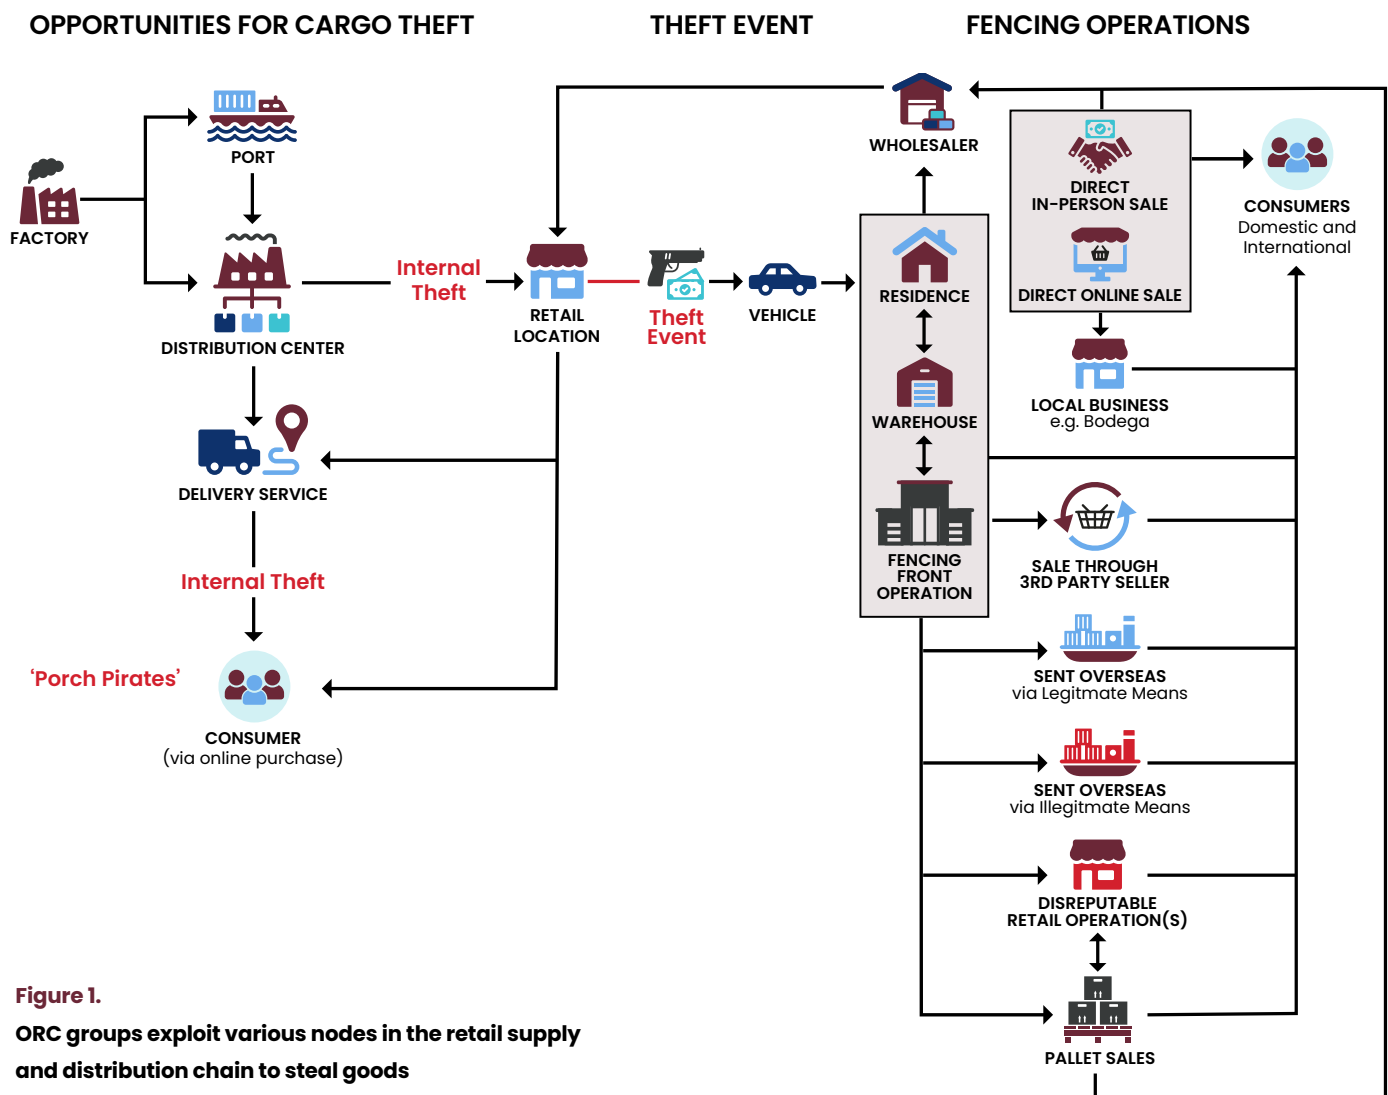 OPPORTUNITIES FOR CARGO THEFT
THEFT EVENT
FENCING OPERATIONS
FACTORY
PORT
DISTRIBUTION CENTER
Internal
Theft
DELIVERY SERVICE
Internal Theft
'Porch Pirates'
CONSUMER
(via online purchase)
RETAIL
LOCATION
Theft
Event
VEHICLE
WHOLESALER
RESIDENCE
WAREHOUSE
FENCING
FRONT
OPERATION
DIRECT
IN-PERSON SALE
DIRECT ONLINE SALE
CONSUMERS
Domestic and
International
LOCAL BUSINESS
e.g. Bodega
SALE THROUGH
3RD PARTY SELLER
SENT OVERSEAS
via Legitmate Means
SENT OVERSEAS
via Illegitmate Means
DISREPUTABLE
RETAIL OPERATION(S)
PALLET SALES
Figure 1.
ORC groups exploit various nodes in the retail supply
and distribution chain to steal goods